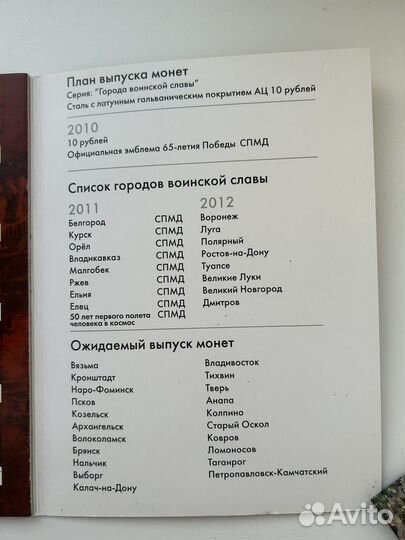 План выпуска монет
Серия: "Города воинской славы"
Сталь с латунным гальваническим покрытием АЦ 10 рублей
2010
10 рублей
Официальная эмблема 65-летия Победы СПМД
Список городов воинской славы
2011
Белгород СПМД
Курск СПМД
Орёл СПМД
Владикавказ СПМД
Малгобек СПМД
Ржев СПМД
Ельня СПМД
Елец СПМД
50 лет первого полета СПМД
человека в космос
2012
Воронеж
Луга
Полярный
Ростов-на-Дону
Туапсе
Великие Луки
Великий Новгород
Дмитров
Ожидаемый выпуск монет
Вязьма
Кронштадт
Наро-Фоминск
Псков
Козельск
Архангельск
Волоколамск
Брянск
Нальчик
Выборг
Калач-на-Дону
Владивосток
Тихвин
Тверь
Анапа
Колпино
Старый Оскол
Ковров
Ломоносов
Таганрог
Петропавловск-Камчатский
Avito